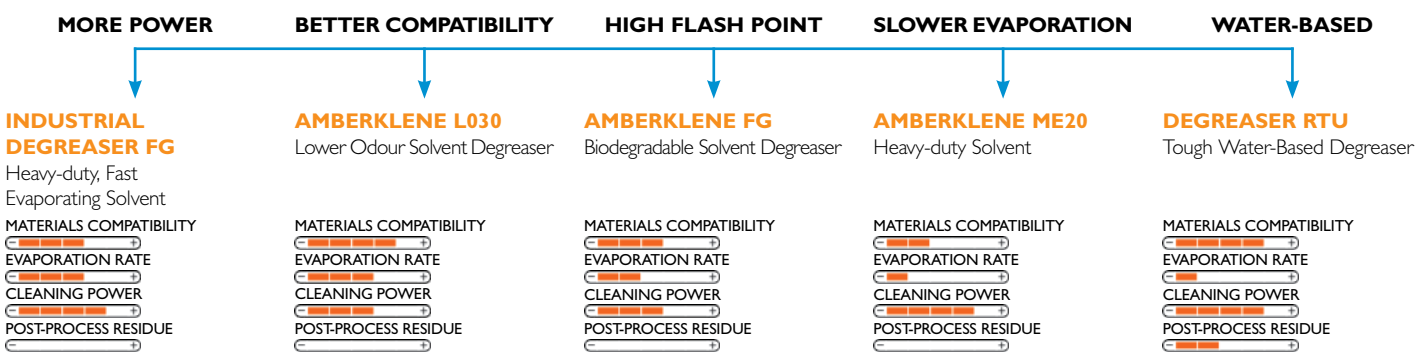 MORE POWER
BETTER COMPATIBILITY
HIGH FLASH POINT
SLOWER EVAPORATION
WATER-BASED
INDUSTRIAL
DEGREASER FG
Heavy-duty, Fast
Evaporating Solvent
MATERIALS COMPATIBILITY
- +
EVAPORATION RATE
- +
CLEANING POWER
- +
POST-PROCESS RESIDUE
- +
AMBERKLENE L030
Lower Odour Solvent Degreaser
MATERIALS COMPATIBILITY
- +
EVAPORATION RATE
- +
CLEANING POWER
- +
POST-PROCESS RESIDUE
- +
AMBERKLENE FG
Biodegradable Solvent Degreaser
MATERIALS COMPATIBILITY
- +
EVAPORATION RATE
- +
CLEANING POWER
- +
POST-PROCESS RESIDUE
- +
AMBERKLENE ME20
Heavy-duty Solvent
MATERIALS COMPATIBILITY
- +
EVAPORATION RATE
- +
CLEANING POWER
- +
POST-PROCESS RESIDUE
- +
DEGREASER RTU
Tough Water-Based Degreaser
MATERIALS COMPATIBILITY
- +
EVAPORATION RATE
- +
CLEANING POWER
- +
POST-PROCESS RESIDUE
- +